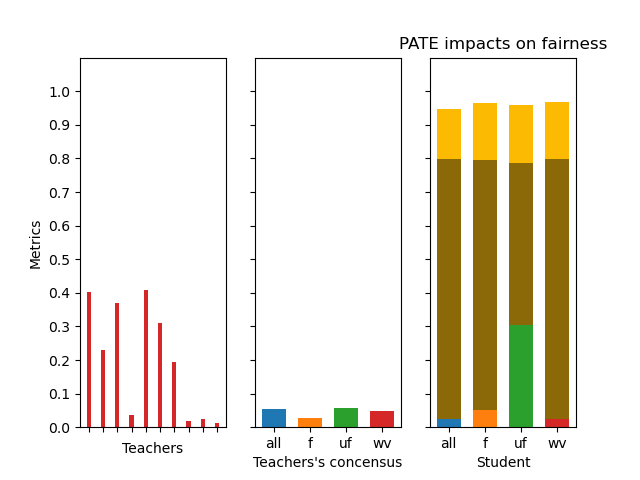 PATE impacts on fairness
Metrics
1.0
0.9
0.8
0.7
0.6
0.5
0.4
0.3
0.2
0.1
0.0
Teachers
all f uf wv
Teachers's concensus
all f uf wv
Student